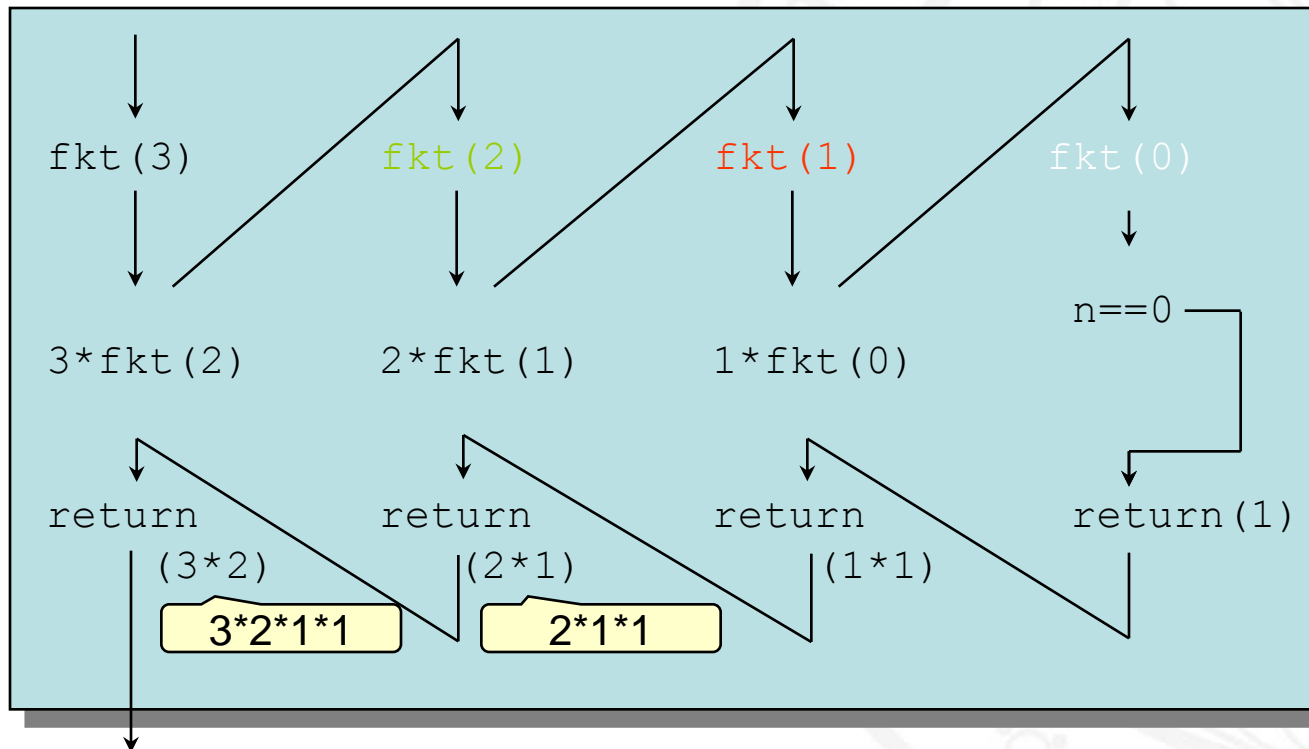 fkt(3) fkt(2) fkt(1) fkt(0)
n==0
3*fkt(2) 2*fkt(1) 1*fkt(0)
return return return return(1)
(3*2) (2*1) (1*1)
3*2*1*1 2*1*1